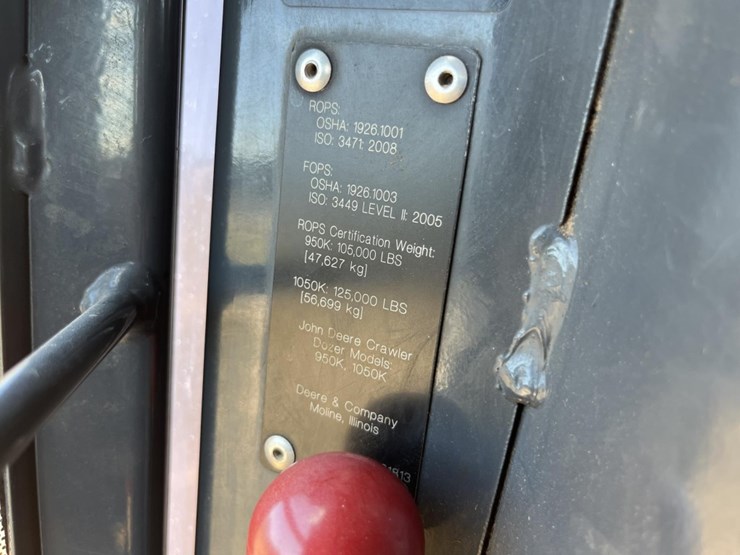 ROPS:
OSHA: 1926.1001
ISO: 3471: 2008
FOPS:
OSHA: 1926.1003
ISO: 3449 LEVEL II: 2005
ROPS Certification Weight:
950K: 105,000 LBS
[47,627 kg]
1050K: 125,000 LBS
[56,699 kg]
John Deere Crawler
Dozer Models:
950K, 1050K
Deere & Company
Moline, Illinois